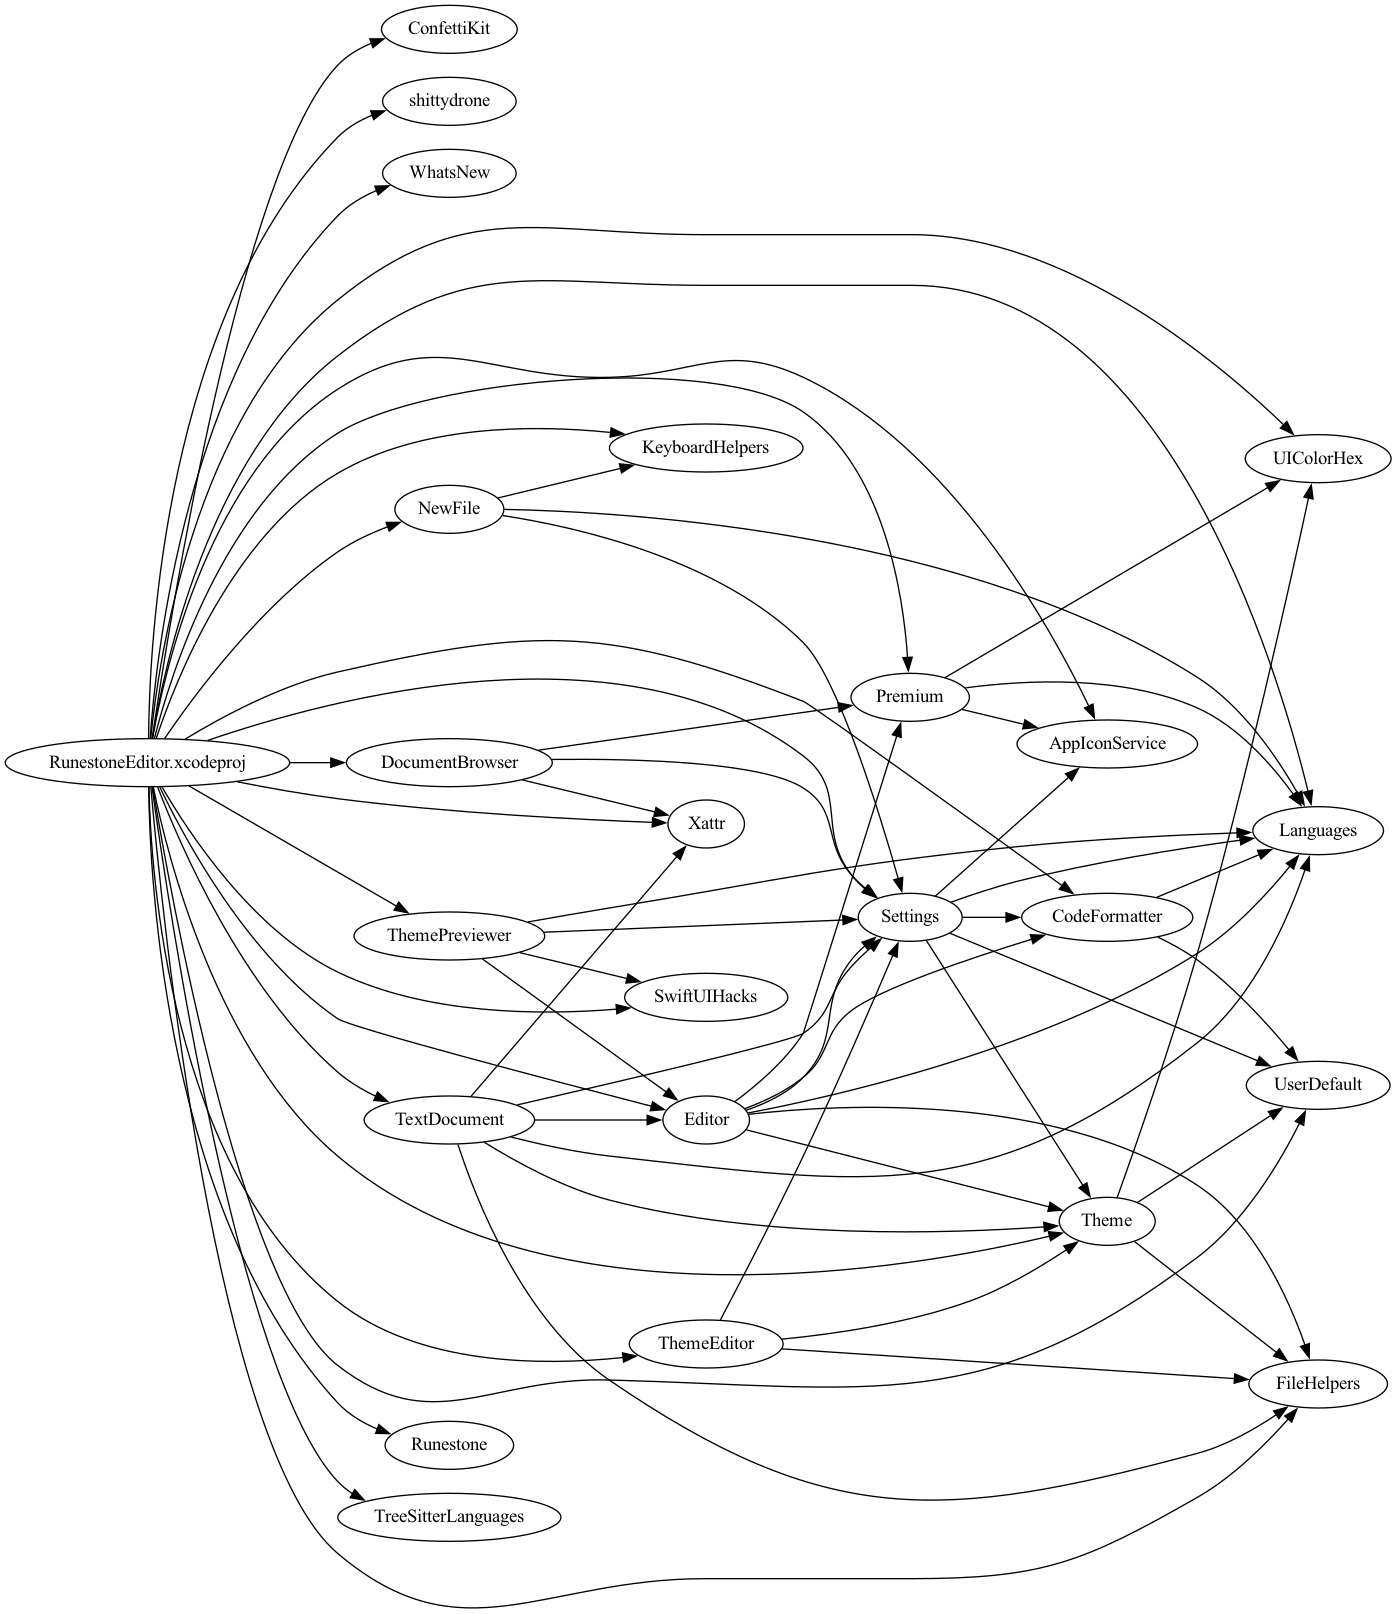 ConfettiKit
shittydrone
WhatsNew
KeyboardHelpers
UIColorHex
NewFile
Premium
AppIconService
RunestoneEditor.xcodeproj
DocumentBrowser
Xattr
Languages
ThemePreviewer
Settings
CodeFormatter
SwiftUIHacks
UserDefault
TextDocument
Editor
Theme
ThemeEditor
FileHelpers
Runestone
TreeSitterLanguages